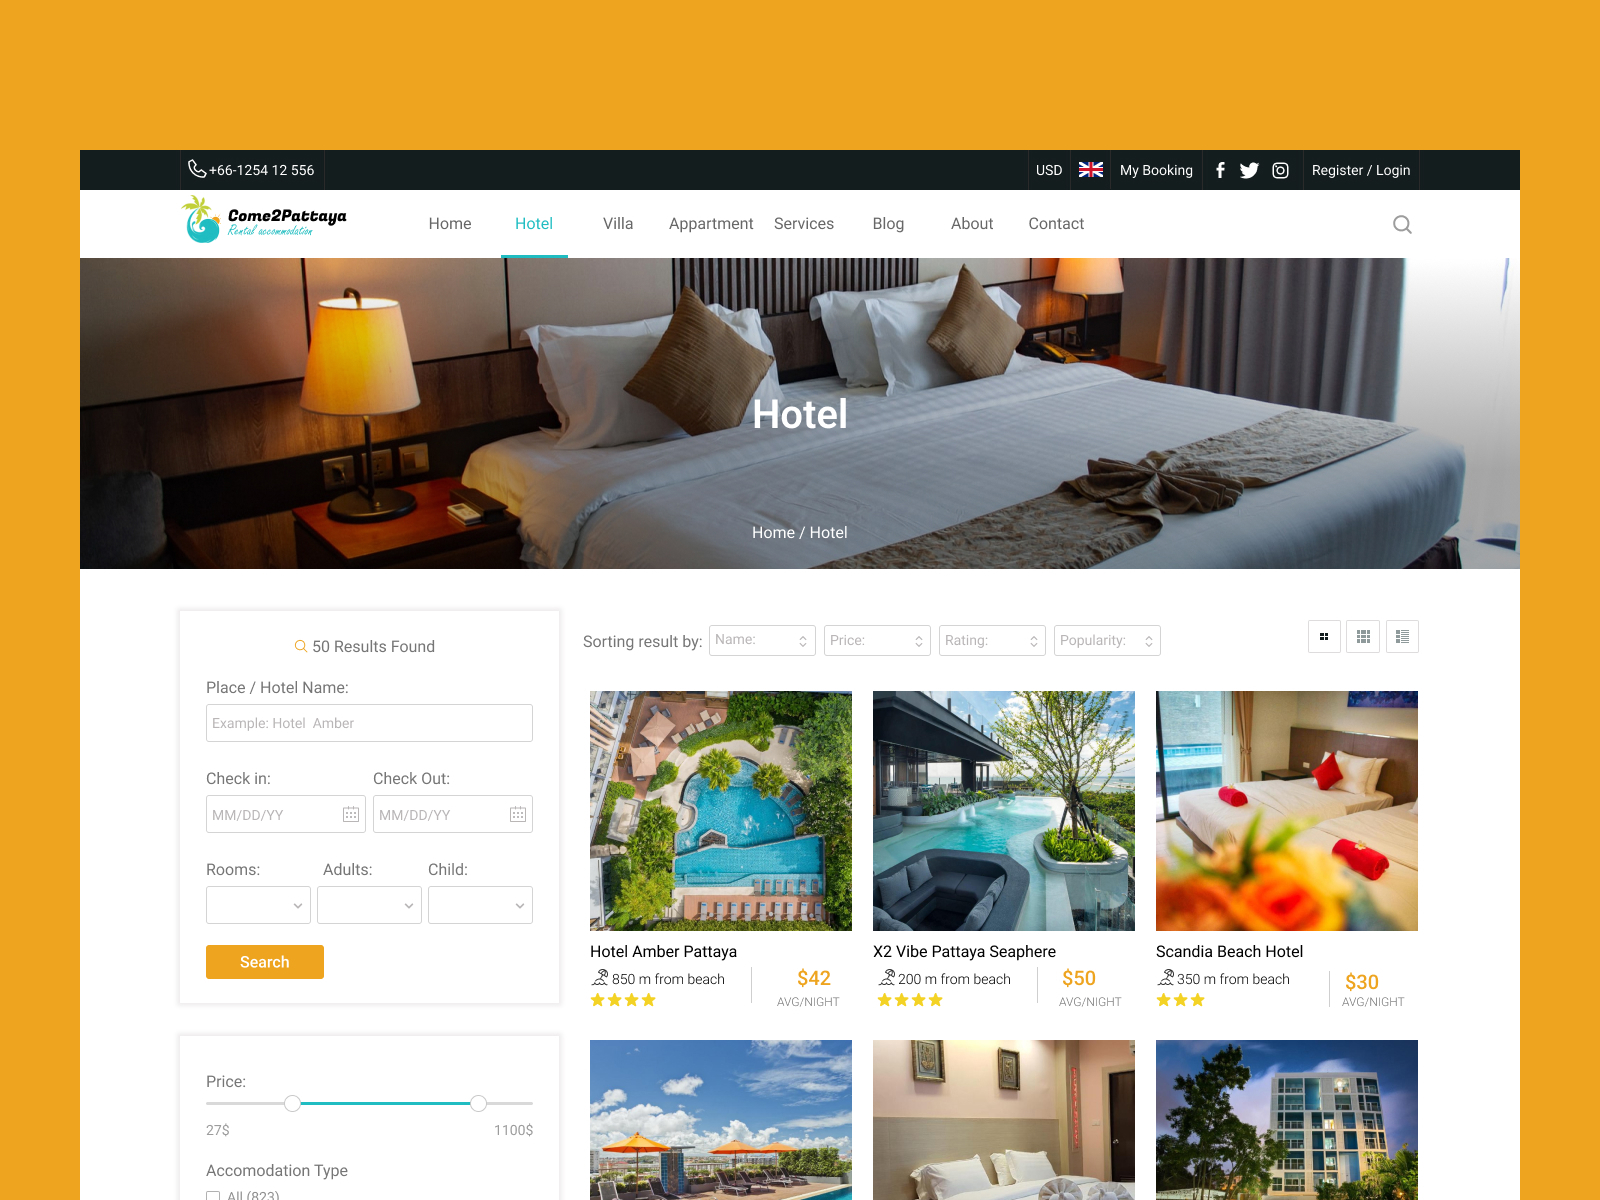 +66-1254 12 556
USD
My Booking
Register / Login
Come2Pattaya
Rental accommodation
Home
Hotel
Villa
Appartment
Services
Blog
About
Contact
Hotel
Home / Hotel
50 Results Found
Place / Hotel Name:
Example: Hotel Amber
Check in:
Check Out:
MM/DD/YY
MM/DD/YY
Rooms:
Adults:
Child:
Search
Price:
27$
1100$
Accomodation Type
All (823)
Sorting result by:
Name:
Price:
Rating:
Popularity:
Hotel Amber Pattaya
850 m from beach
$42
AVG/NIGHT
X2 Vibe Pattaya Seaphere
200 m from beach
$50
AVG/NIGHT
Scandia Beach Hotel
350 m from beach
$30
AVG/NIGHT